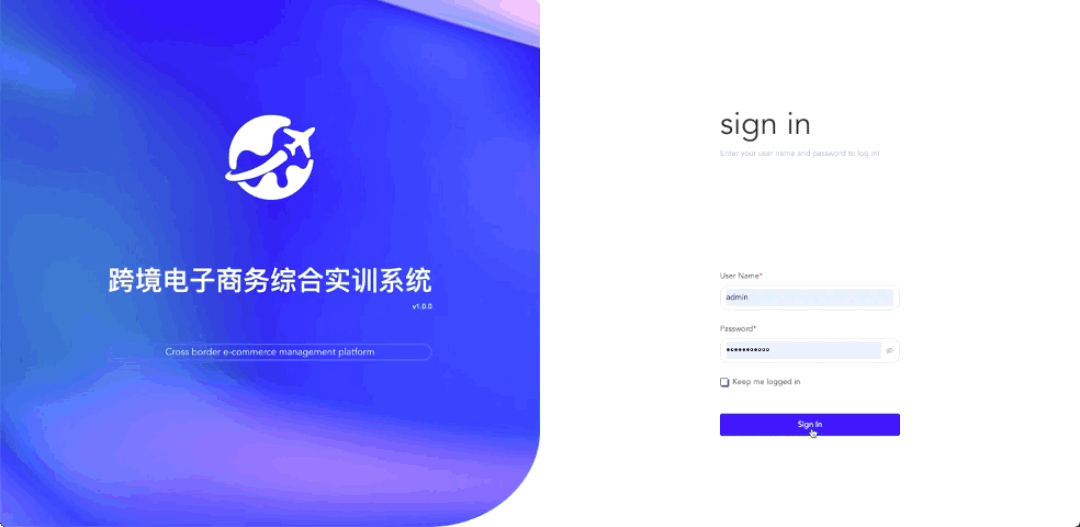 跨境电子商务综合实训系统
v1.0.0
Cross border e-commerce management platform
sign in
Enter your user name and password to log in!
User Name*
admin
Password*
Keep me logged in
Sign In